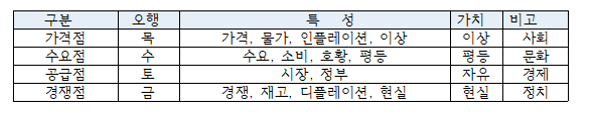 구분 오행 특 성 가치 비고
가격점 목 가격, 물가, 인플레이션, 이상 이상 사회
수요점 수 수요, 소비, 호황, 평등 평등 문화
공급점 토 시장, 정부 자유 경제
경쟁점 금 경쟁, 재고, 디플레이션, 현실 현실 정치